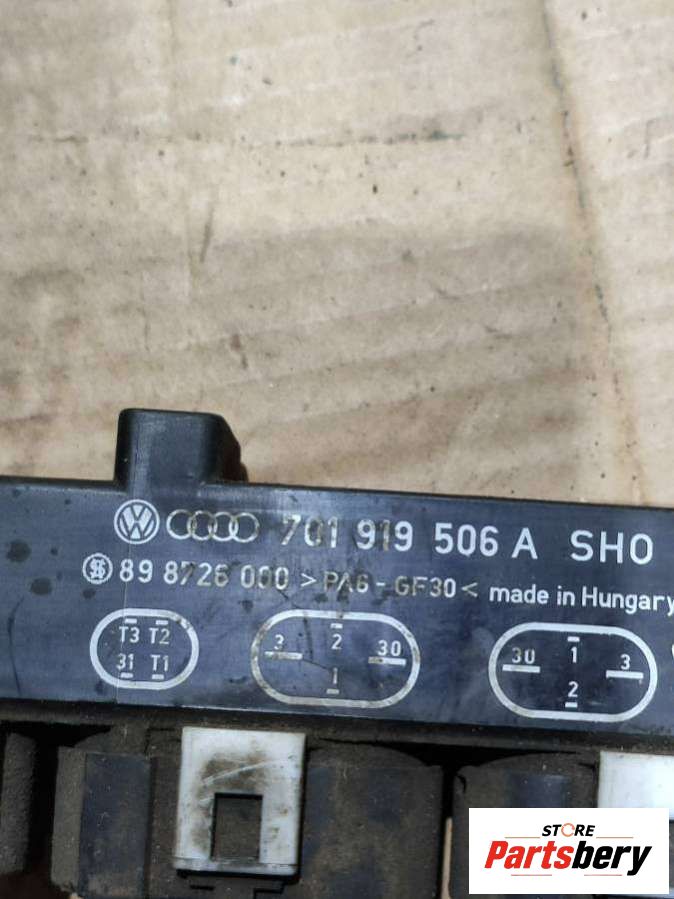 701 919 506 A SHO
89 8726 000 >PA6-GF30< made in Hungary
T3 T2
31 T1
3 2 30
1
30 1 3
2
STORE
Partsbery